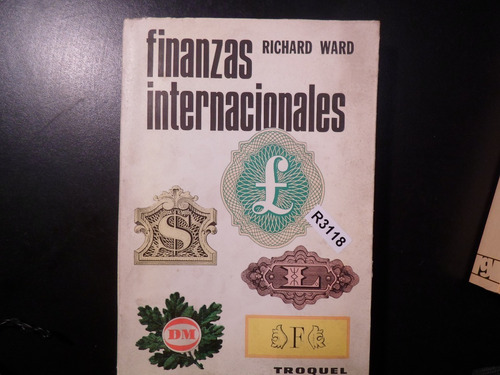 finanzas
RICHARD WARD
internacionales
£
R3118
$
L
DM
F
TROQUEL